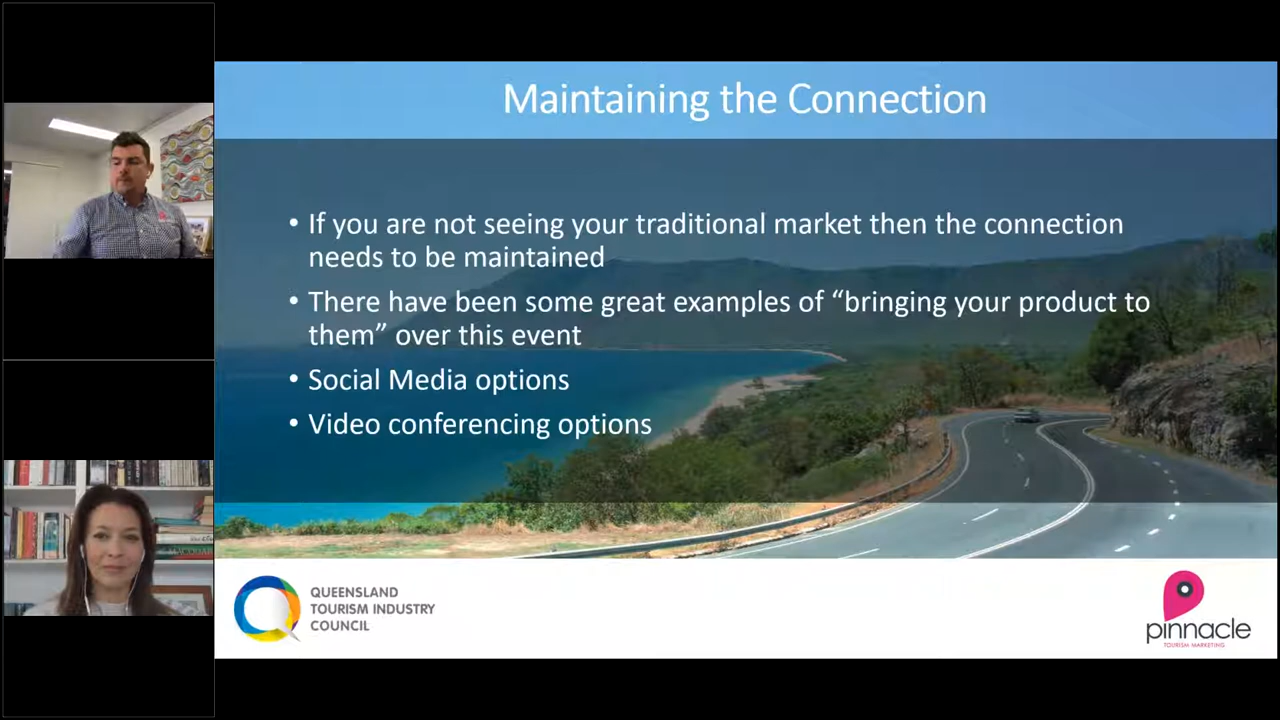 Maintaining the Connection
• If you are not seeing your traditional market then the connection
needs to be maintained
• There have been some great examples of “bringing your product to
them” over this event
• Social Media options
• Video conferencing options
QUEENSLAND
TOURISM INDUSTRY
COUNCIL
pinnacle
TOURISM MARKETING